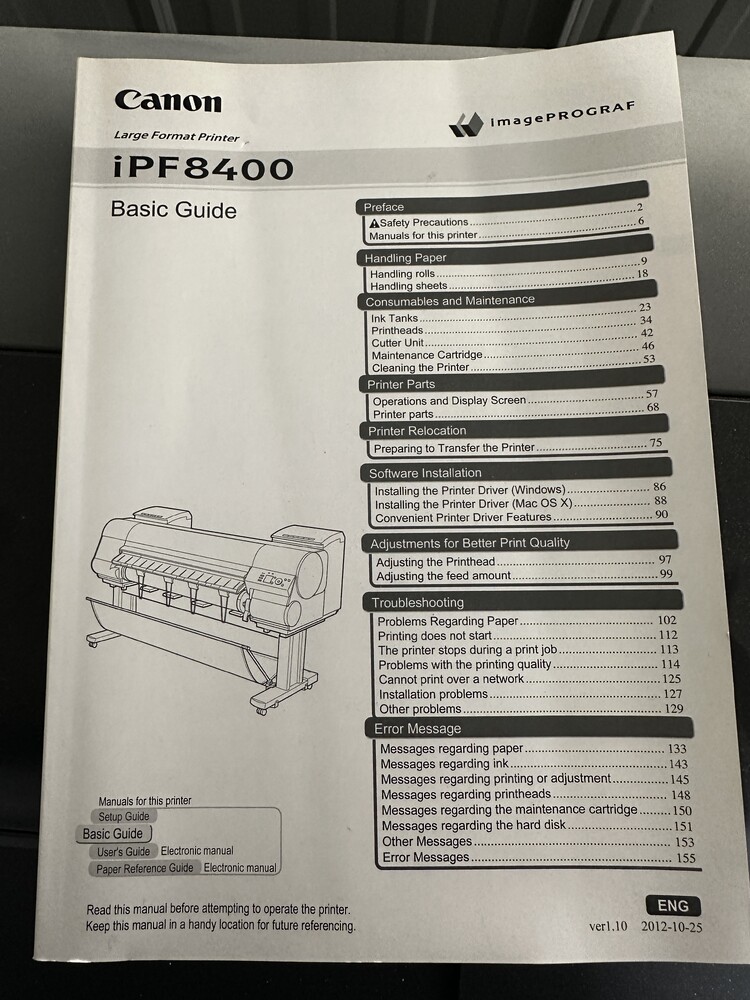 Canon
Large Format Printer
imagePROGRAF
iPF8400
Basic Guide
Preface
Safety Precautions 2
Manuals for this printer 6
Handling Paper
Handling rolls 9
Handling sheets 18
Consumables and Maintenance
Ink Tanks 23
Printheads 34
Cutter Unit 42
Maintenance Cartridge 46
Cleaning the Printer 53
Printer Parts
Operations and Display Screen 57
Printer parts 68
Printer Relocation
Preparing to Transfer the Printer 75
Software Installation
Installing the Printer Driver (Windows) 86
Installing the Printer Driver (Mac OS X) 88
Convenient Printer Driver Features 90
Adjustments for Better Print Quality
Adjusting the Printhead 97
Adjusting the feed amount 99
Troubleshooting
Problems Regarding Paper 102
Printing does not start 112
The printer stops during a print job 113
Problems with the printing quality 114
Cannot print over a network 125
Installation problems 127
Other problems 129
Error Message
Messages regarding paper 133
Messages regarding ink 143
Messages regarding printing or adjustment 145
Messages regarding printheads 148
Messages regarding the maintenance cartridge 150
Messages regarding the hard disk 151
Other Messages 153
Error Messages 155
Manuals for this printer
Setup Guide
Basic Guide
User's Guide Electronic manual
Paper Reference Guide Electronic manual
Read this manual before attempting to operate the printer.
Keep this manual in a handy location for future referencing.
ENG
ver1.10 2012-10-25